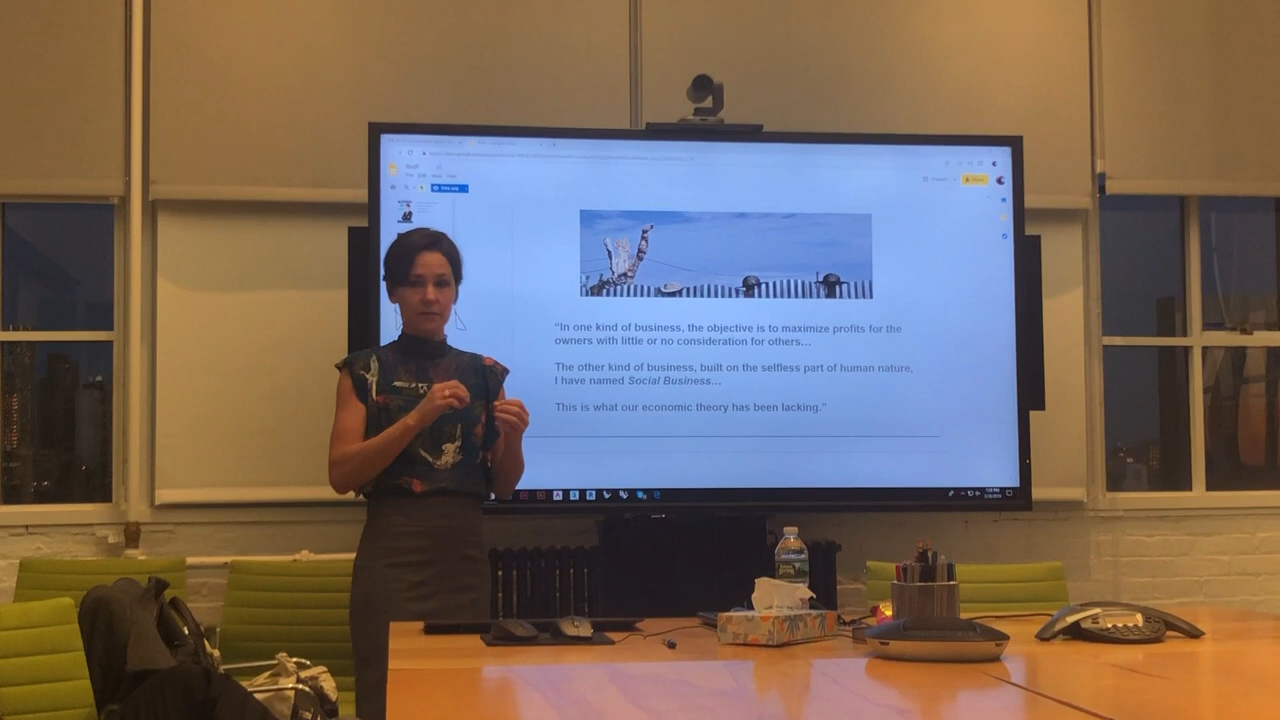 “In one kind of business, the objective is to maximize profits for the
owners with little or no consideration for others…
The other kind of business, built on the selfless part of human nature,
I have named Social Business…
This is what our economic theory has been lacking.”